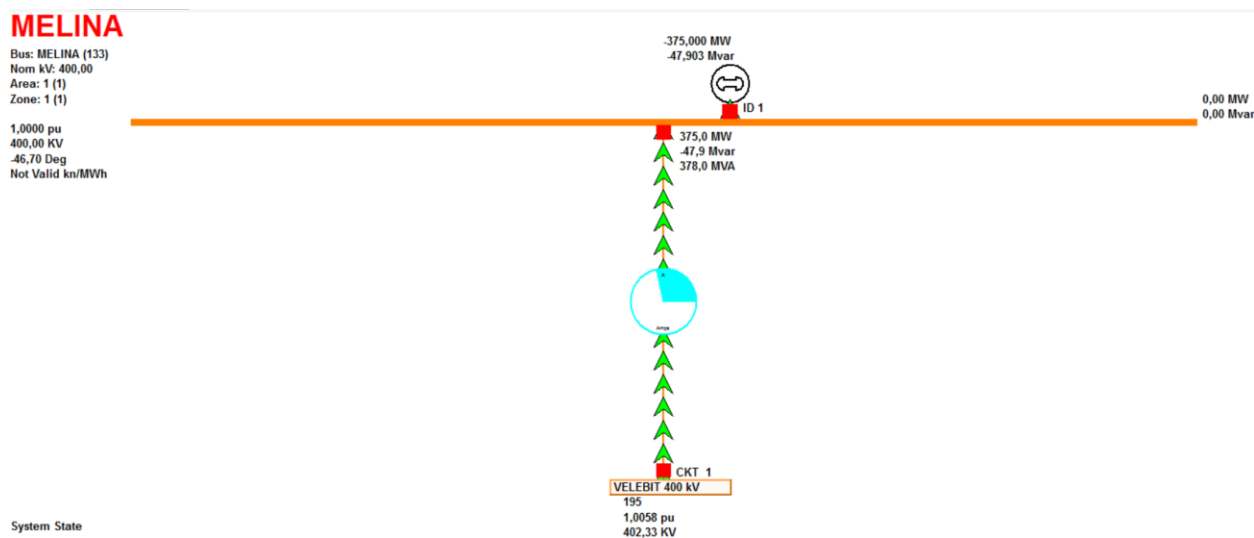 MELINA
Bus: MELINA (133)
Nom kV: 400,00
Area: 1 (1)
Zone: 1 (1)
1,0000 pu
400,00 KV
-46,70 Deg
Not Valid kn/MWh
-375,000 MW
-47,903 Mvar
ID 1
0,00 MW
0,00 Mvar
375,0 MW
-47,9 Mvar
378,0 MVA
A
Amps
CKT 1
VELEBIT 400 kV
195
1,0058 pu
402,33 KV
System State